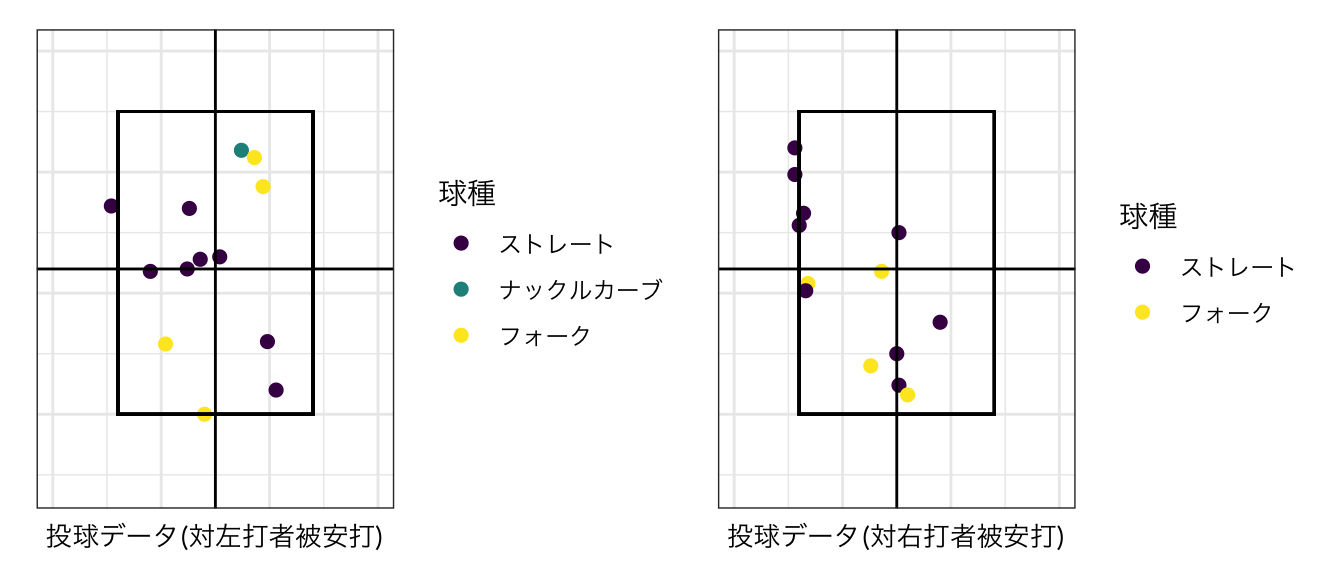 球種
ストレート
ナックルカーブ
フォーク
投球データ(対左打者被安打)
球種
ストレート
フォーク
投球データ(対右打者被安打)